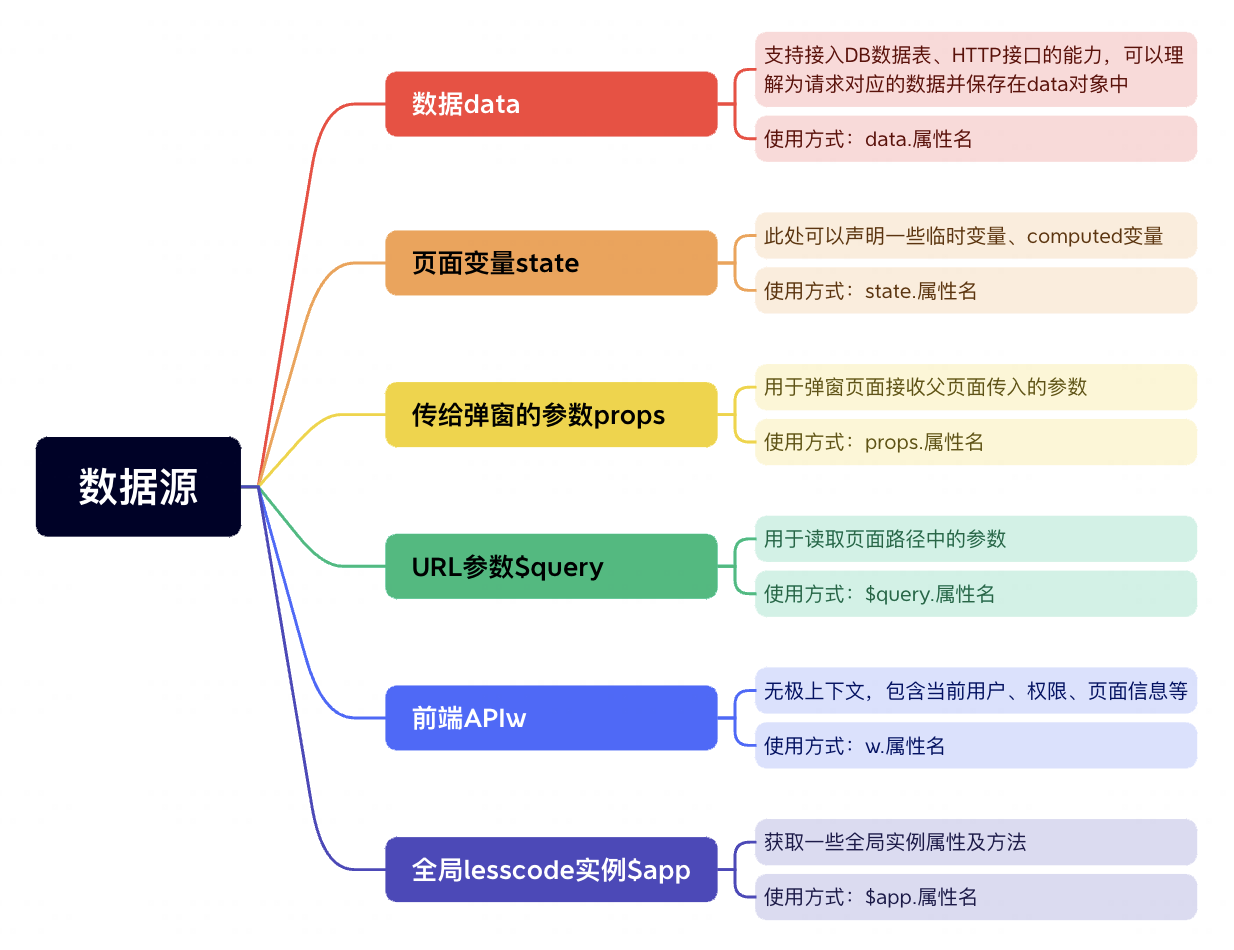 数据源
数据data
支持接入DB数据表、HTTP接口的能力，可以理
解为请求对应的数据并保存在data对象中
使用方式：data.属性名
页面变量state
此处可以声明一些临时变量、computed变量
使用方式：state.属性名
传给弹窗的参数props
用于弹窗页面接收父页面传入的参数
使用方式：props.属性名
URL参数$query
用于读取页面路径中的参数
使用方式：$query.属性名
前端APIw
无极上下文，包含当前用户、权限、页面信息等
使用方式：w.属性名
全局lesscode实例$app
获取一些全局实例属性及方法
使用方式：$app.属性名